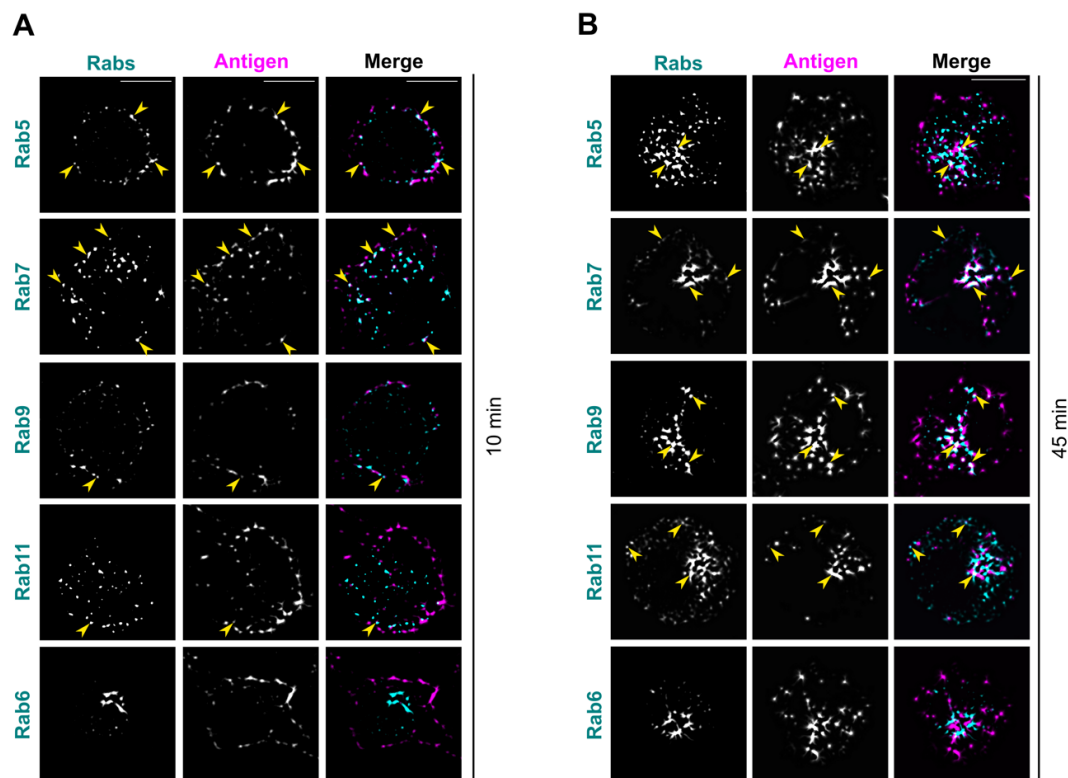 A
Rabs Antigen Merge
Rab5
Rab7
Rab9
Rab11
Rab6
10 min
B
Rabs Antigen Merge
Rab5
Rab7
Rab9
Rab11
Rab6
45 min